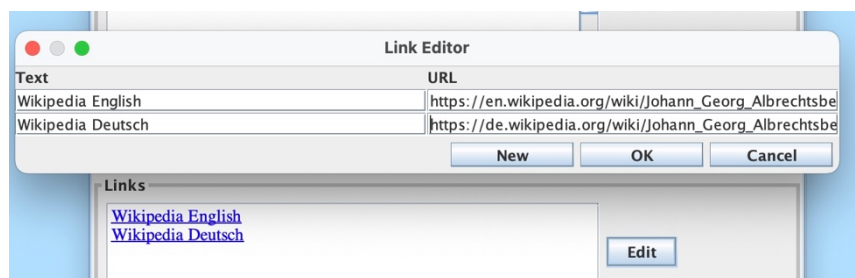 Link Editor
Text URL
Wikipedia English https://en.wikipedia.org/wiki/Johann_Georg_Albrechtsbe
Wikipedia Deutsch https://de.wikipedia.org/wiki/Johann_Georg_Albrechtsbe
New OK Cancel
Links
Wikipedia English
Wikipedia Deutsch
Edit